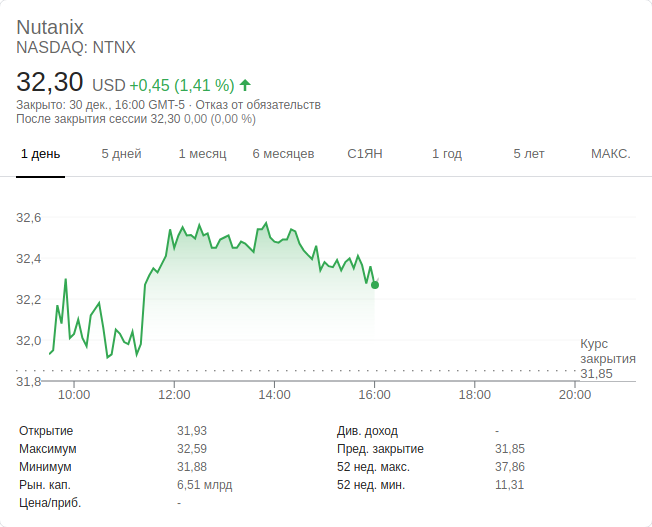 Nutanix
NASDAQ: NTNX
32,30 USD +0,45 (1,41 %)
Закрыто: 30 дек., 16:00 GMT-5 · Отказ от обязательств
После закрытия сессии 32,30 0,00 (0,00 %)
1 день 5 дней 1 месяц 6 месяцев С1ЯН 1 год 5 лет МАКС.
32,6
32,4
32,2
32,0
Курс
закрытия
31,85
31,8
10:00 12:00 14:00 16:00 18:00 20:00
Открытие 31,93 Див. доход -
Максимум 32,59 Пред. закрытие 31,85
Минимум 31,88 52 нед. макс. 37,86
Рын. кап. 6,51 млрд 52 нед. мин. 11,31
Цена/приб. -